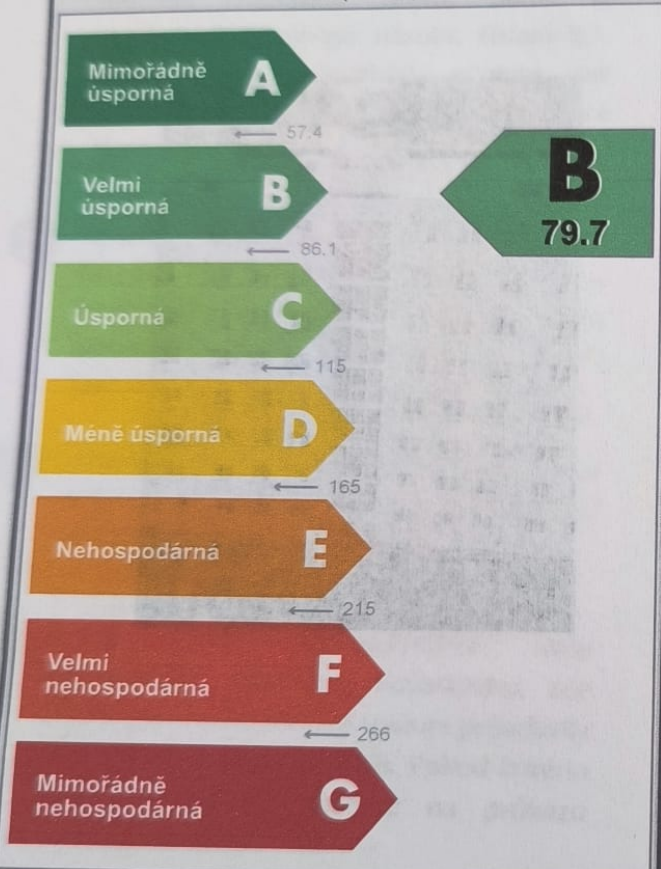 Mimořádně
úsporná
A
57.4
Velmi
úsporná
B
B
79.7
86.1
Úsporná
C
115
Méně úsporná
D
165
Nehospodárná
E
215
Velmi
nehospodárná
F
266
Mimořádně
nehospodárná
G